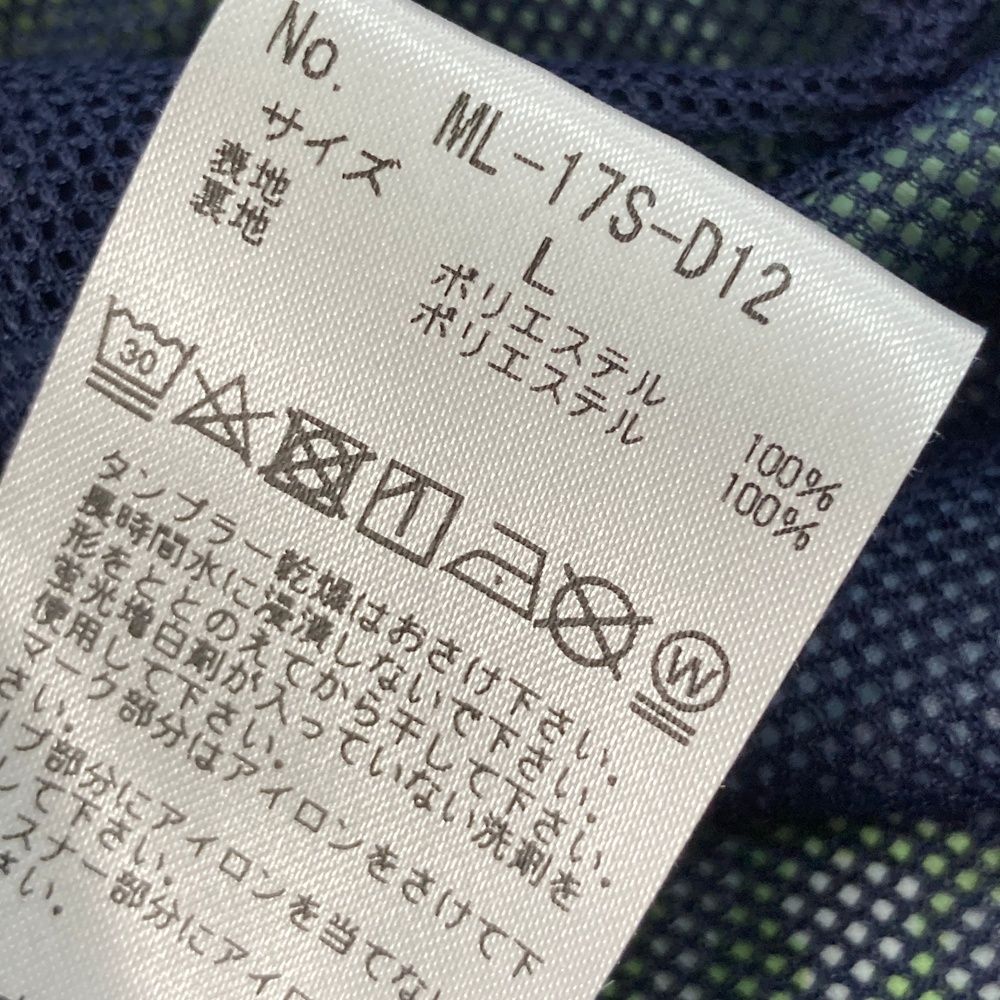 No. ML-17S-D12
サイズ L
表地 ポリエステル 100%
裏地 ポリエステル 100%
30
W
タンブラー乾燥はおさけ下さい.
長時間水に浸漬しないで下さい.
形をととのえてから干して下さい.
蛍光増白剤が入っていない洗剤を
使用して下さい.
マーク部分はアイロンをさけて下
さい.
プ部分にアイロンを当てな
して下さい.
スナー部分にアイロ
さい.